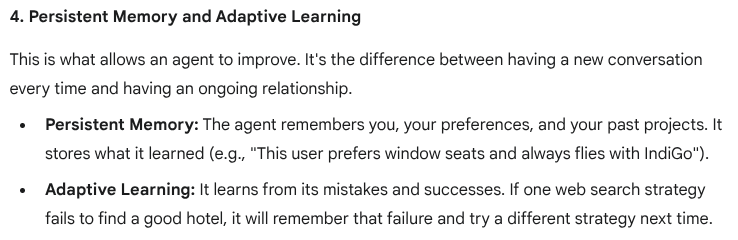 4. Persistent Memory and Adaptive Learning
This is what allows an agent to improve. It's the difference between having a new conversation
every time and having an ongoing relationship.
• Persistent Memory: The agent remembers you, your preferences, and your past projects. It
stores what it learned (e.g., "This user prefers window seats and always flies with IndiGo").
• Adaptive Learning: It learns from its mistakes and successes. If one web search strategy
fails to find a good hotel, it will remember that failure and try a different strategy next time.